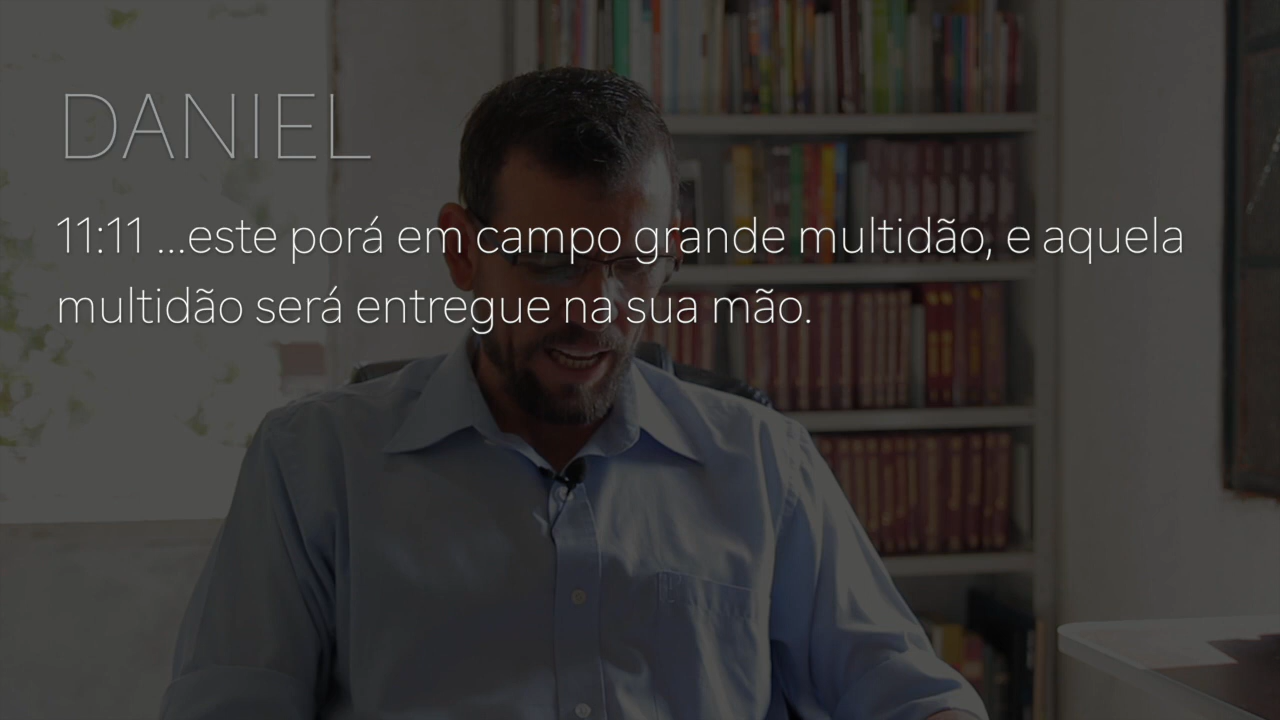 DANIEL
11:11 ...este porá em campo grande multidão, e aquela
multidão será entregue na sua mão.